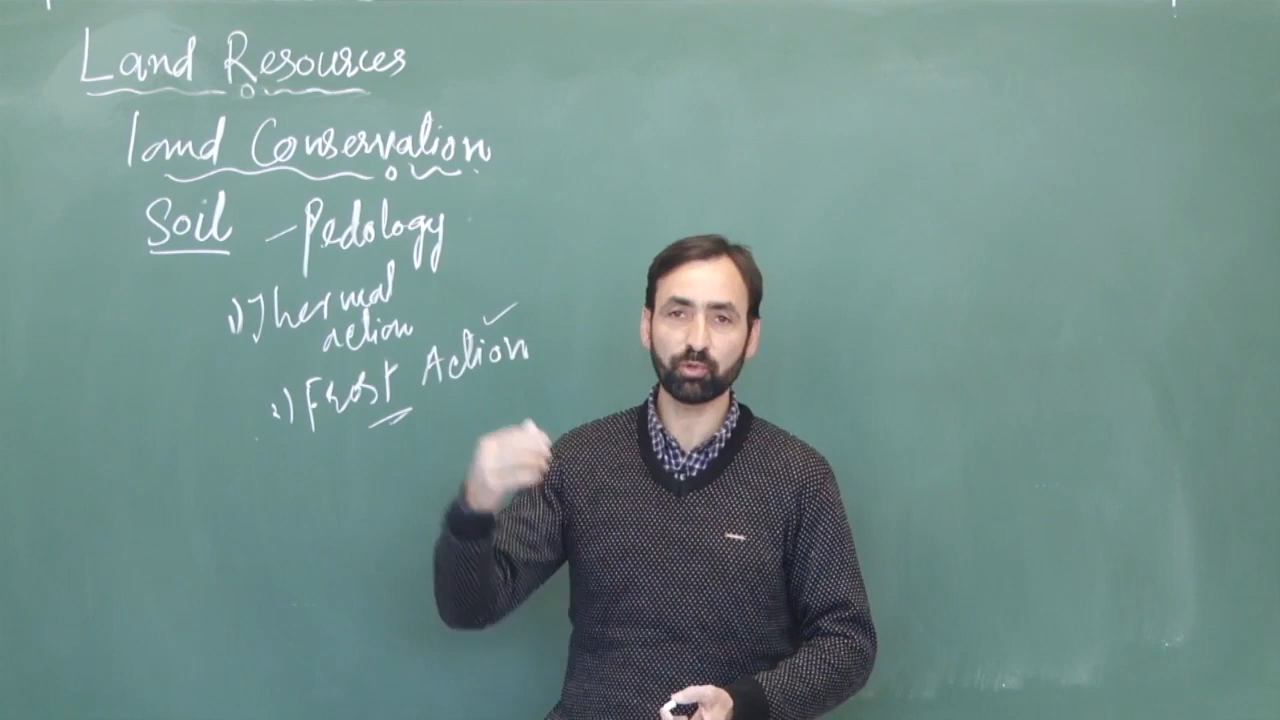 Land Resources
land Conservation
Soil - Pedology
1) Thermal
action
2) Frost Action ✓